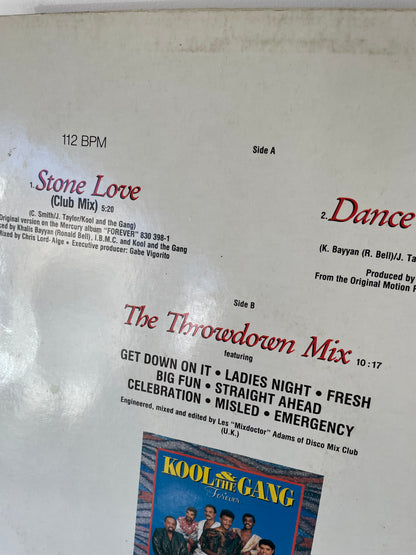 112 BPM
Side A
1. Stone Love
(Club Mix) 5:20
(C. Smith/J. Taylor/Kool and the Gang)
Original version on the Mercury album "FOREVER" 830 398-1
ced by Khalis Bayyan (Ronald Bell), I.B.M.C. and Kool and the Gang
Mixed by Chris Lord-Alge • Executive producer: Gabe Vigorito
2. Dance
(K. Bayyan (R. Bell)/J. Ta
Produced by
From the Original Motion P
Side B
The Throwdown Mix 10:17
featuring
GET DOWN ON IT • LADIES NIGHT • FRESH
BIG FUN • STRAIGHT AHEAD
CELEBRATION • MISLED • EMERGENCY
Engineered, mixed and edited by Les "Mixdoctor" Adams of Disco Mix Club
(U.K.)
KOOL & THE GANG
FOREVER